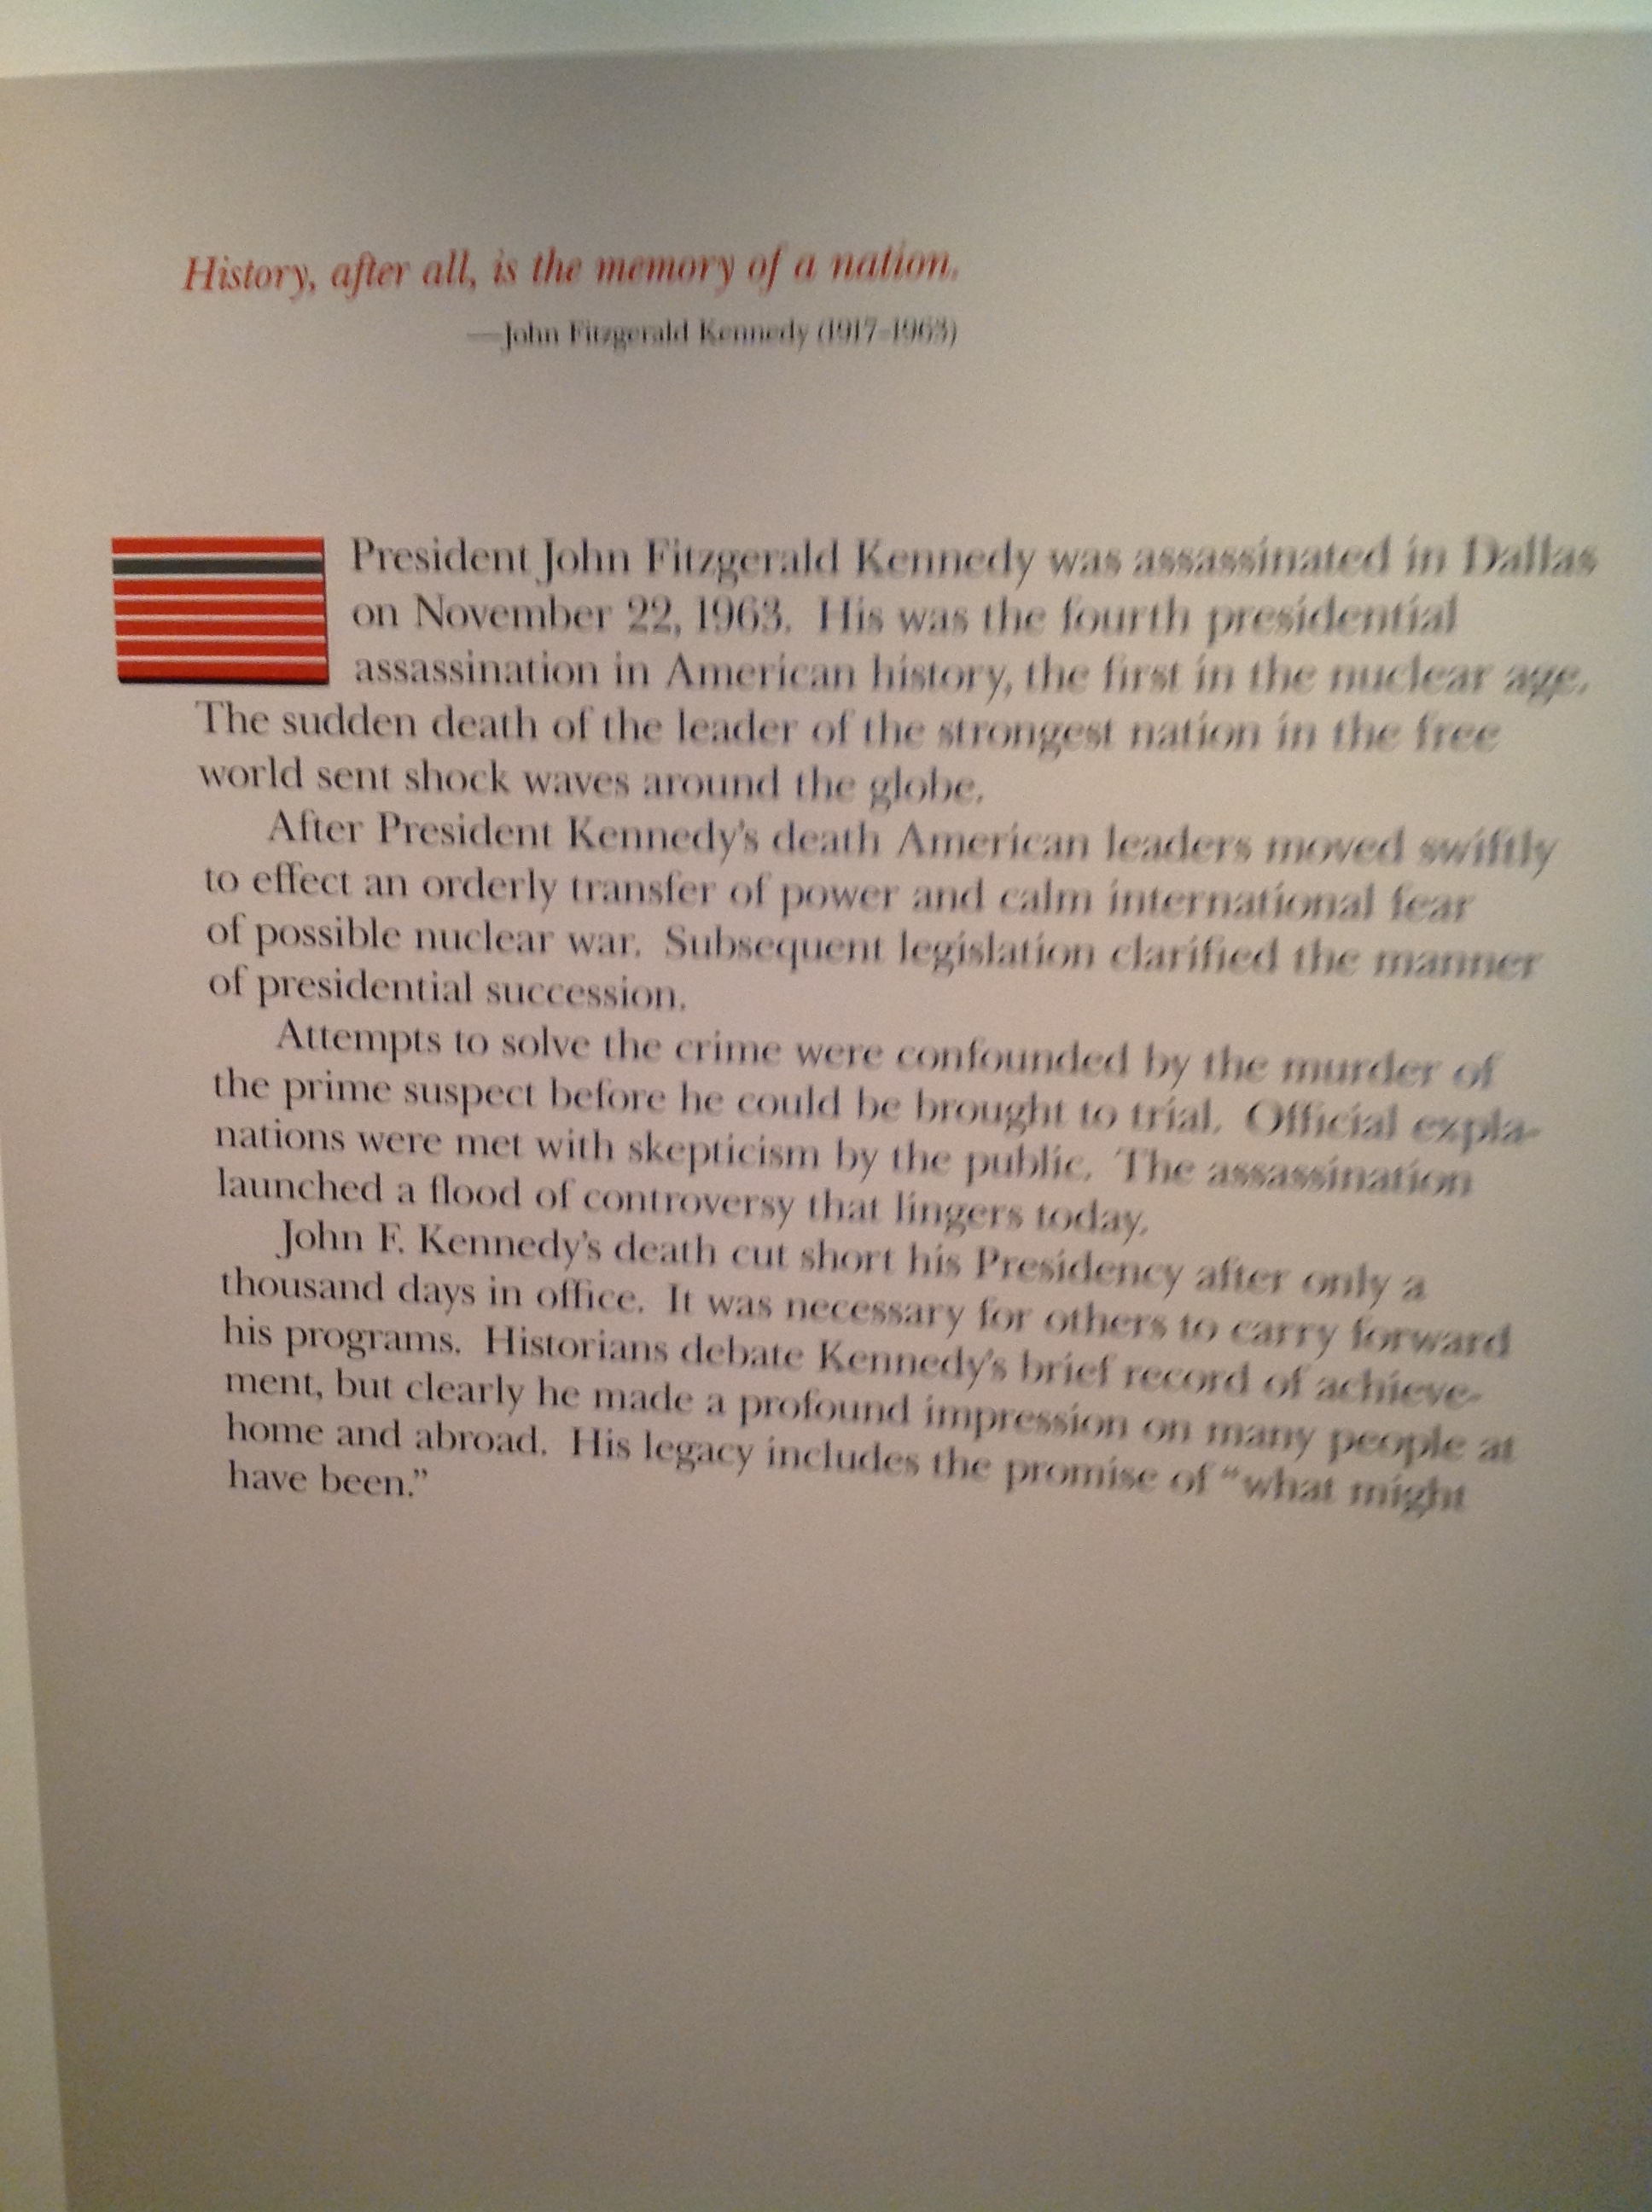 History, after all, is the memory of a nation.
—John Fitzgerald Kennedy (1917-1963)
President John Fitzgerald Kennedy was assassinated in Dallas
on November 22, 1963. His was the fourth presidential
assassination in American history, the first in the nuclear age.
The sudden death of the leader of the strongest nation in the free
world sent shock waves around the globe.
After President Kennedy's death American leaders moved swiftly
to effect an orderly transfer of power and calm international fear
of possible nuclear war. Subsequent legislation clarified the manner
of presidential succession.
Attempts to solve the crime were confounded by the murder of
the prime suspect before he could be brought to trial. Official expla-
nations were met with skepticism by the public. The assassination
launched a flood of controversy that lingers today.
John F. Kennedy's death cut short his Presidency after only a
thousand days in office. It was necessary for others to carry forward
his programs. Historians debate Kennedy's brief record of achieve-
ment, but clearly he made a profound impression on many people at
home and abroad. His legacy includes the promise of "what might
have been."